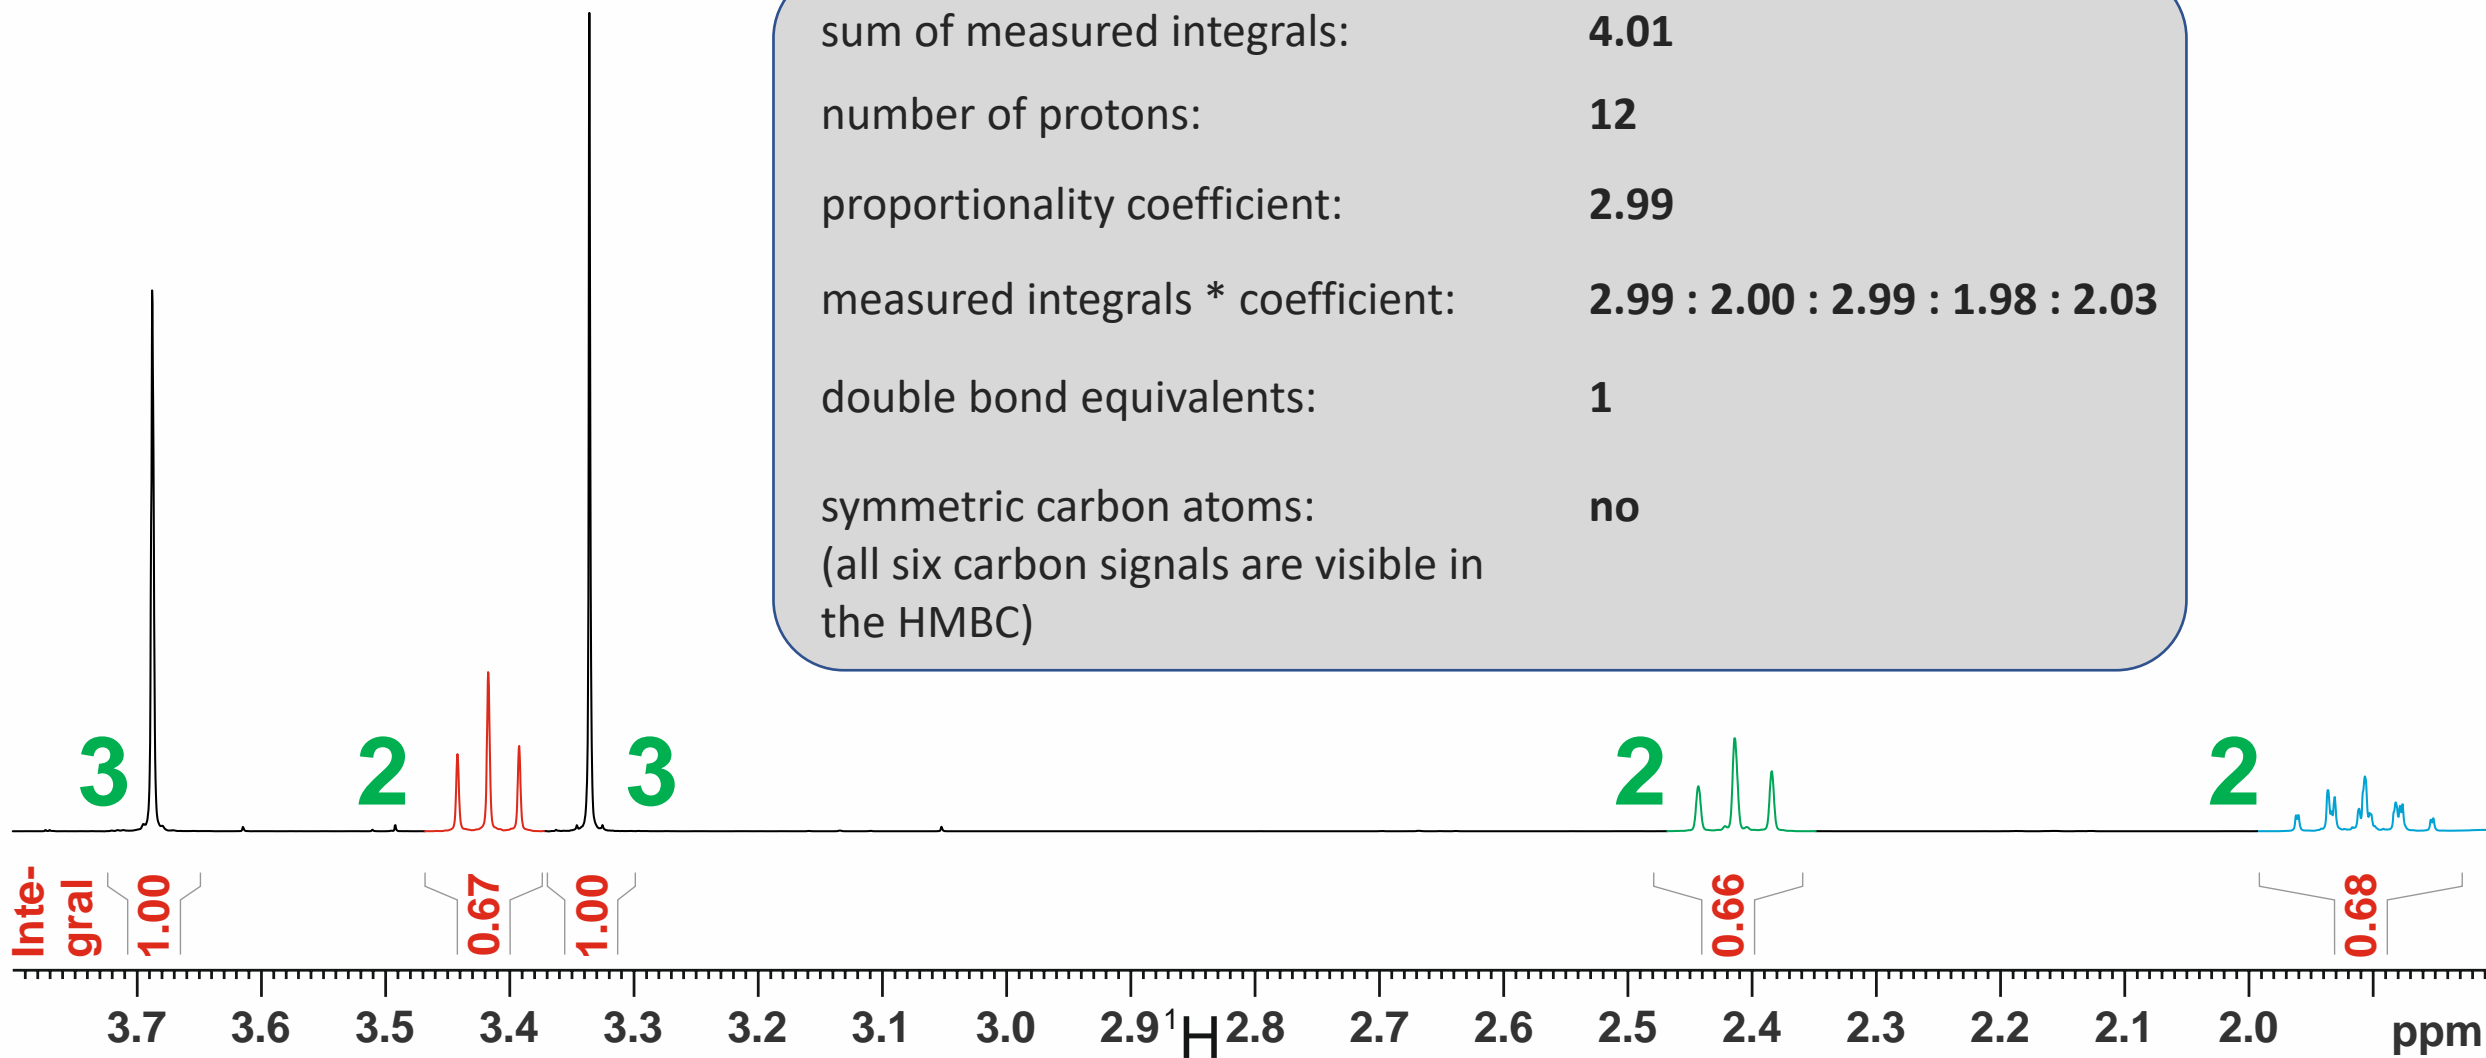 sum of measured integrals: 4.01
number of protons: 12
proportionality coefficient: 2.99
measured integrals * coefficient: 2.99 : 2.00 : 2.99 : 1.98 : 2.03
double bond equivalents: 1
symmetric carbon atoms: no
(all six carbon signals are visible in
the HMBC)
3 2 3 2 2
Inte-
gral
1.00 0.67 1.00 0.66 0.68
3.7 3.6 3.5 3.4 3.3 3.2 3.1 3.0 2.9 ¹H 2.8 2.7 2.6 2.5 2.4 2.3 2.2 2.1 2.0 ppm